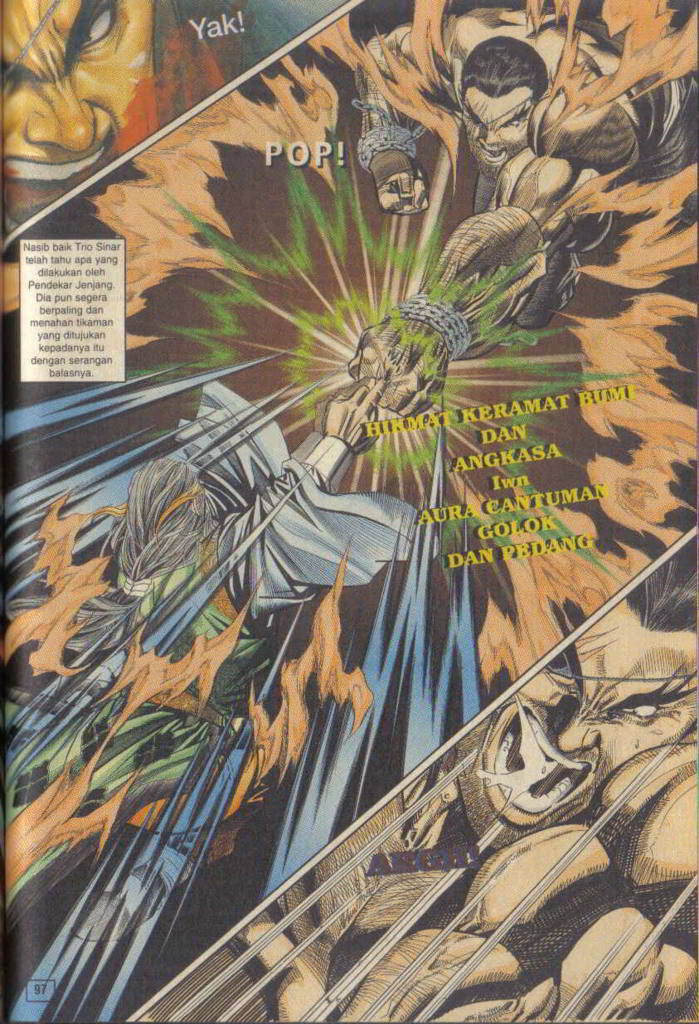 Yak!
POP!
Nasib baik Trio Sinar
telah tahu apa yang
dilakukan oleh
Pendekar Jenjang.
Dia pun segera
berpaling dan
menahan tikaman
yang ditujukan
kepadanya itu
dengan serangan
balasnya.
HIKMAT KERAMAT BUMI
DAN
ANGKASA
lwn
AURA CANTUMAN
GOLOK
DAN PEDANG
97